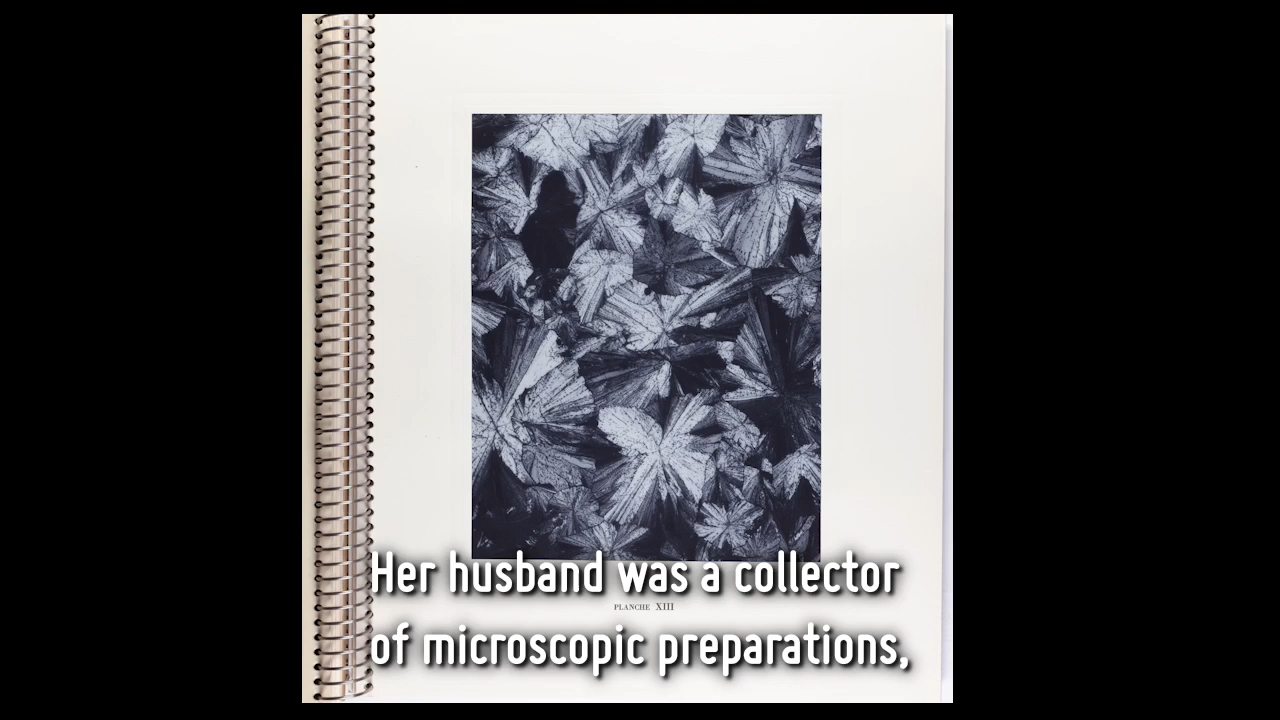 PLANCHE XIII
Her husband was a collector
of microscopic preparations,